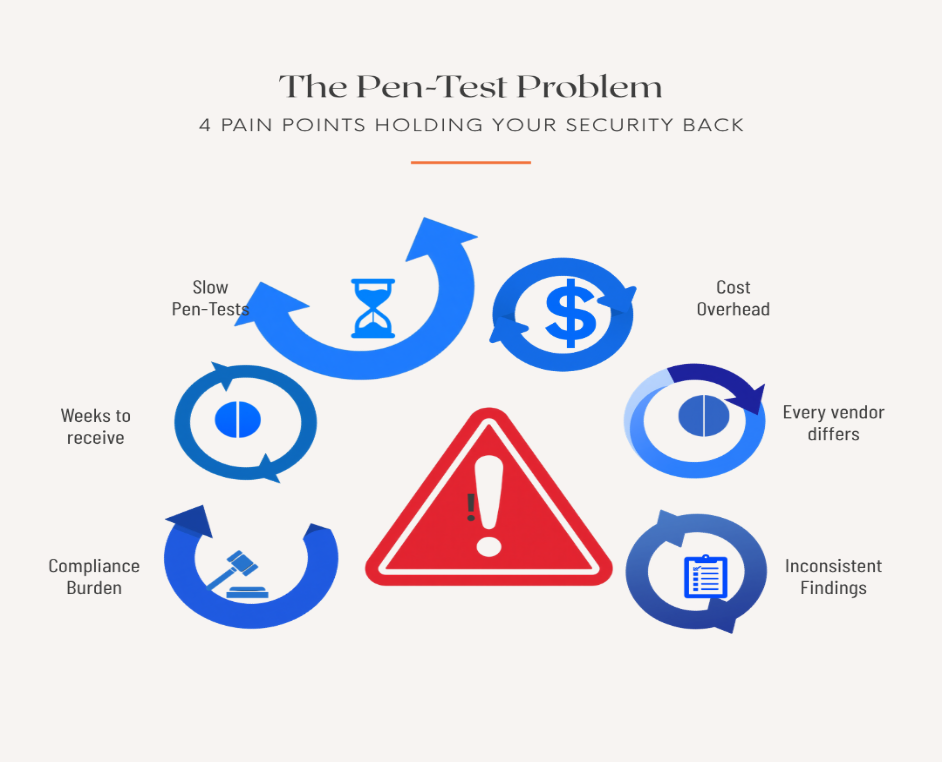 The Pen-Test Problem
4 PAIN POINTS HOLDING YOUR SECURITY BACK
Slow
Pen-Tests
$
Cost
Overhead
Weeks to
receive
Every vendor
differs
!
!
Compliance
Burden
Inconsistent
Findings